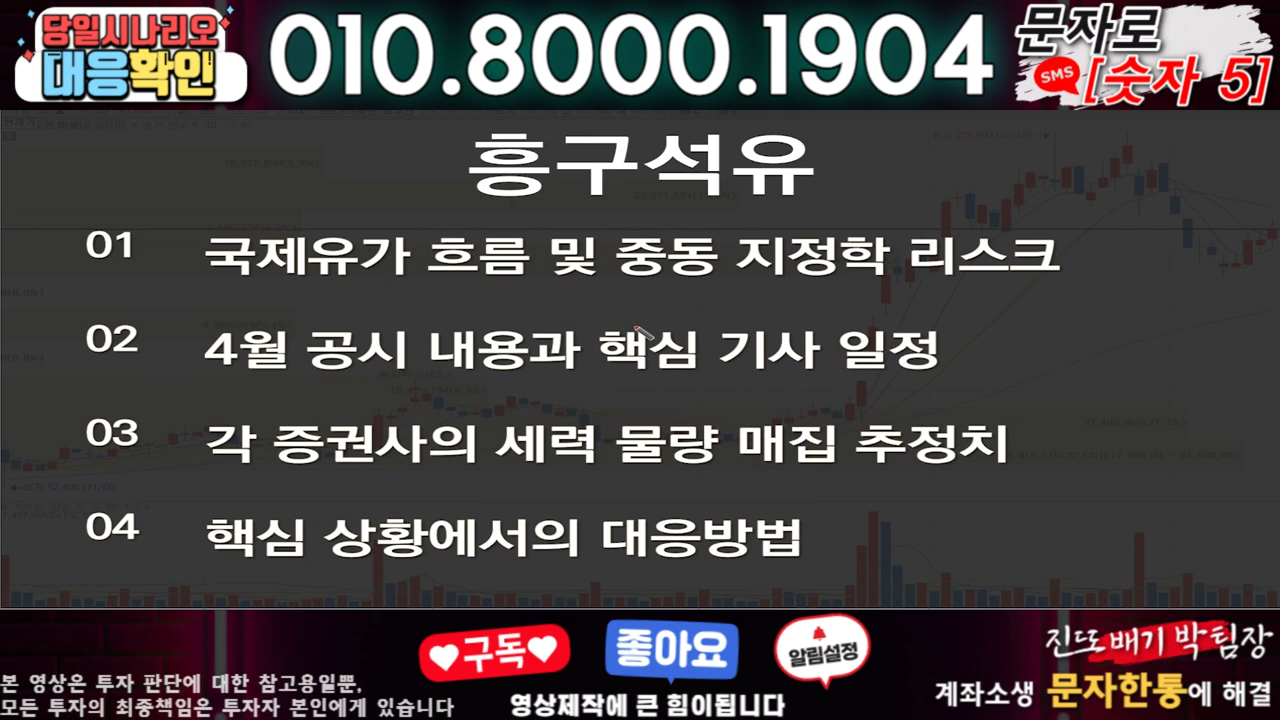 당일시나리오
대응확인
010.8000.1904
문자로
SMS [숫자 5]
흥구석유
01 국제유가 흐름 및 중동 지정학 리스크
02 4월 공시 내용과 핵심 기사 일정
03 각 증권사의 세력 물량 매집 추정치
04 핵심 상황에서의 대응방법
구독
좋아요
알림설정
영상제작에 큰 힘이됩니다
본 영상은 투자 판단에 대한 참고용일뿐,
모든 투자의 최종책임은 투자자 본인에게 있습니다
진또배기 박팀장
계좌소생 문자한통에 해결